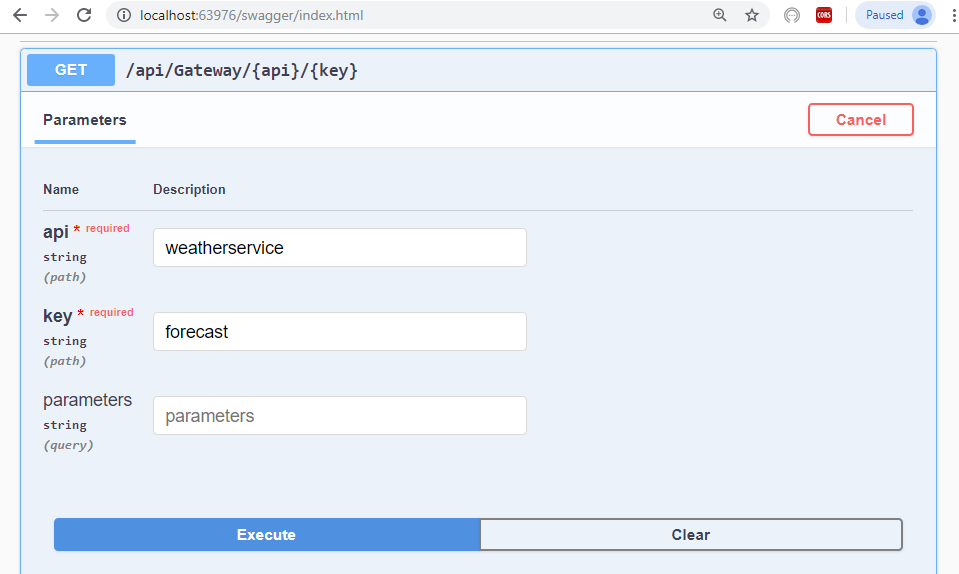 localhost:63976/swagger/index.html
CORS
Paused
GET /api/Gateway/{api}/{key}
Parameters
Cancel
Name Description
api * required
string
(path)
weatherservice
key * required
string
(path)
forecast
parameters
string
(query)
parameters
Execute
Clear